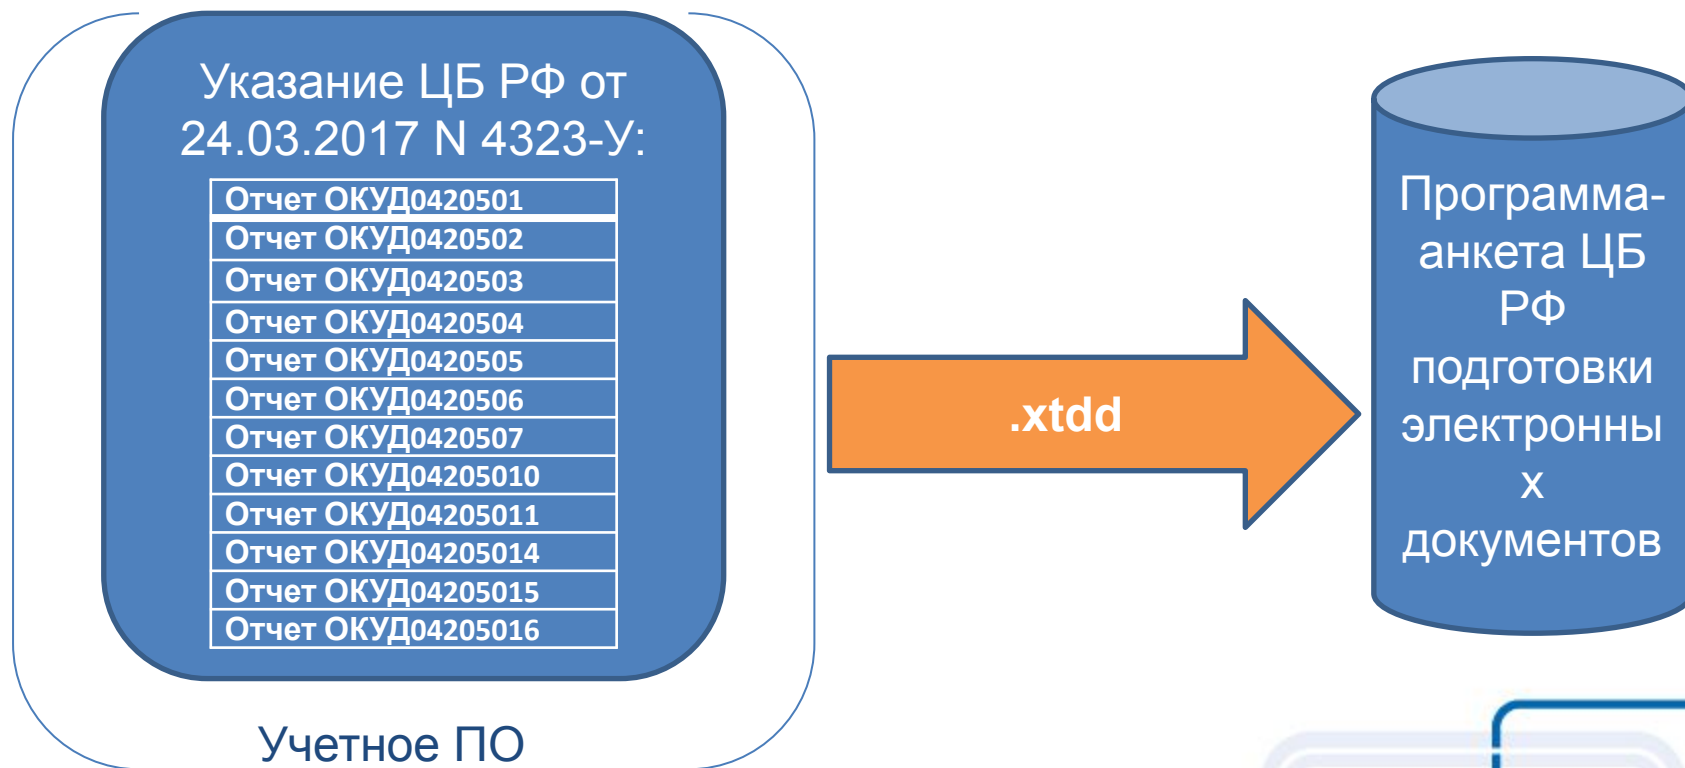 Указание ЦБ РФ от
24.03.2017 N 4323-У:
Отчет ОКУД0420501
Отчет ОКУД0420502
Отчет ОКУД0420503
Отчет ОКУД0420504
Отчет ОКУД0420505
Отчет ОКУД0420506
Отчет ОКУД0420507
Отчет ОКУД04205010
Отчет ОКУД04205011
Отчет ОКУД04205014
Отчет ОКУД04205015
Отчет ОКУД04205016
Учетное ПО
.xtdd
Программа-
анкета ЦБ
РФ
подготовки
электронны
х
документов